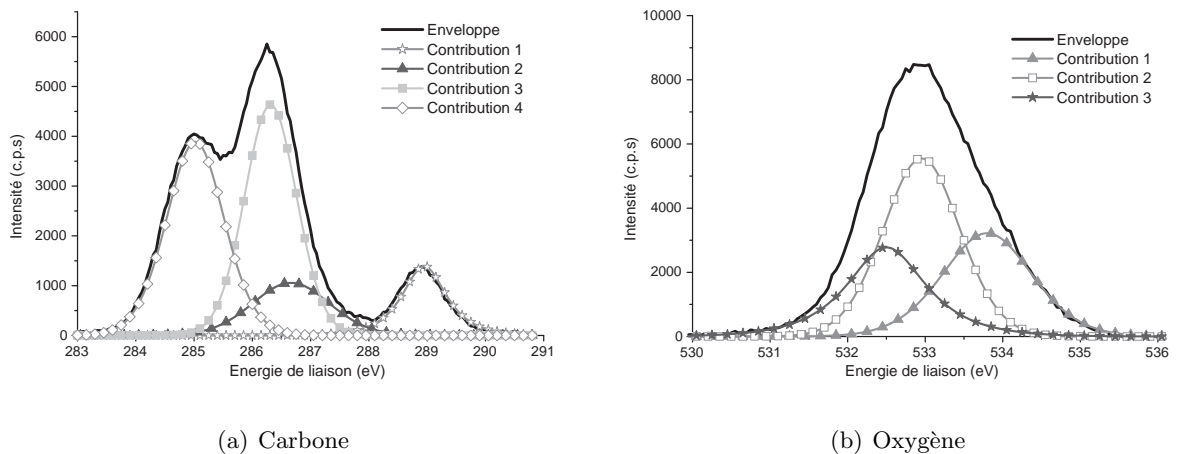 6000
5000
4000
3000
2000
1000
0
Intensité (c.p.s)
Enveloppe
Contribution 1
Contribution 2
Contribution 3
Contribution 4
283 284 285 286 287 288 289 290 291
Energie de liaison (eV)
(a) Carbone
10000
8000
6000
4000
2000
0
Intensité (c.p.s)
Enveloppe
Contribution 1
Contribution 2
Contribution 3
530 531 532 533 534 535 536
Energie de liaison (eV)
(b) Oxygène